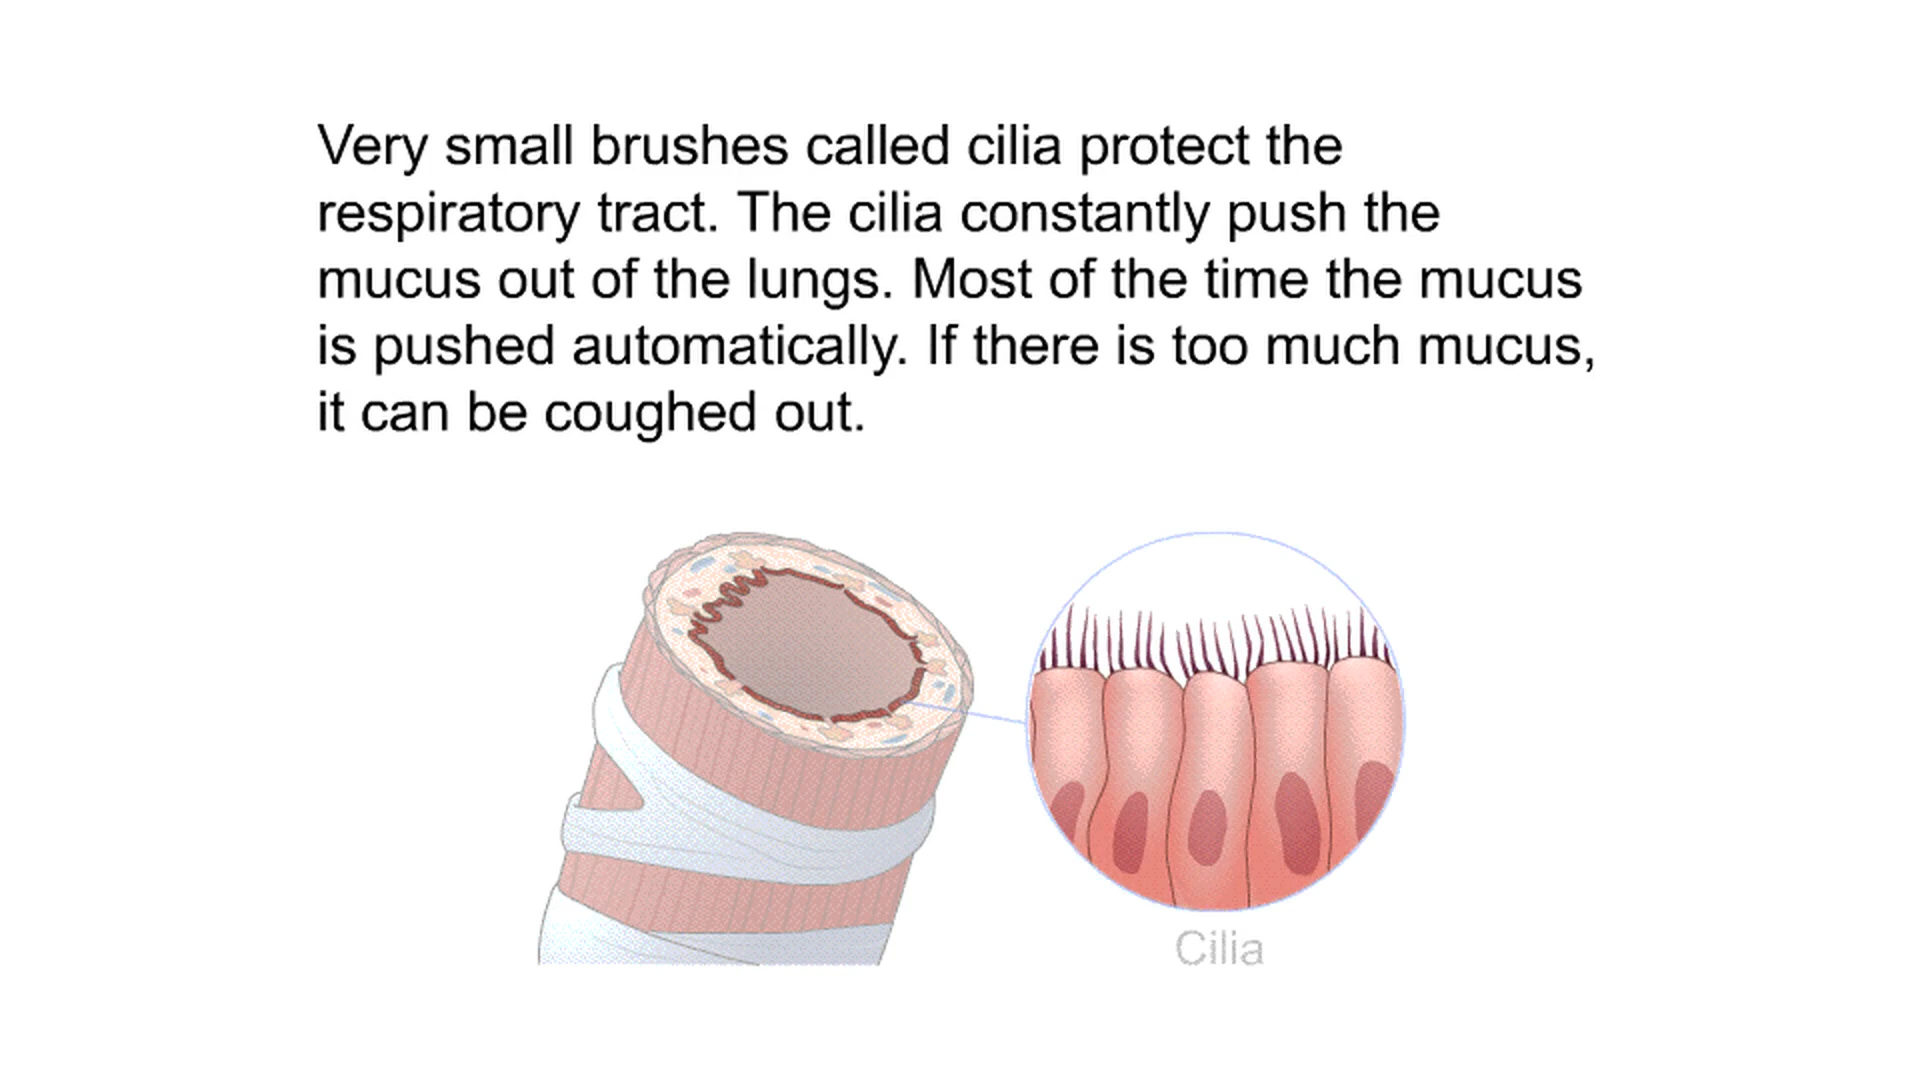 Very small brushes called cilia protect the
respiratory tract. The cilia constantly push the
mucus out of the lungs. Most of the time the mucus
is pushed automatically. If there is too much mucus,
it can be coughed out.
Cilia